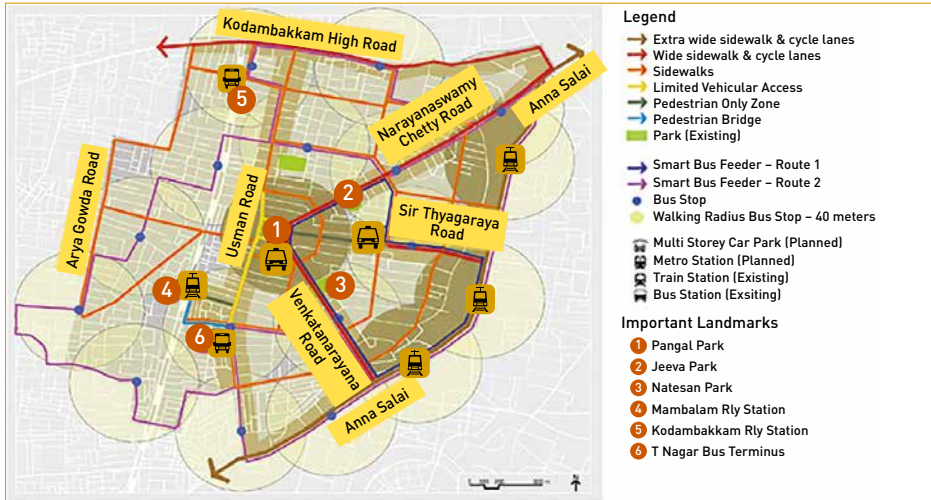 Kodambakkam High Road
Narayanaswamy
Chetty Road
Anna Salai
Arya Gowda Road
Usman Road
Sir Thyagaraya
Road
Venkatanarayana
Road
Anna Salai
5
2
1
3
4
6
Legend
Extra wide sidewalk & cycle lanes
Wide sidewalk & cycle lanes
Sidewalks
Limited Vehicular Access
Pedestrian Only Zone
Pedestrian Bridge
Park (Existing)
Smart Bus Feeder – Route 1
Smart Bus Feeder – Route 2
Bus Stop
Walking Radius Bus Stop – 40 meters
Multi Storey Car Park (Planned)
Metro Station (Planned)
Train Station (Existing)
Bus Station (Exsiting)
Important Landmarks
1 Pangal Park
2 Jeeva Park
3 Natesan Park
4 Mambalam Rly Station
5 Kodambakkam Rly Station
6 T Nagar Bus Terminus